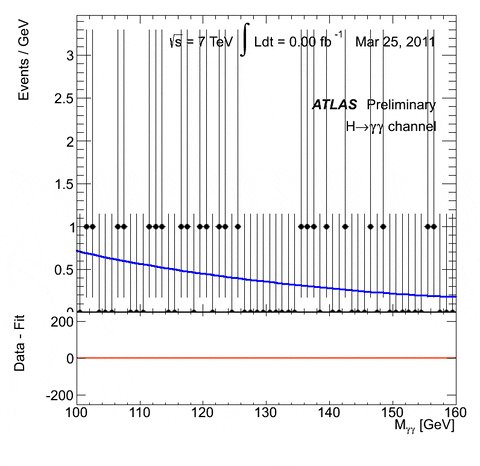 √s = 7 TeV ∫ Ldt = 0.00 fb⁻¹ Mar 25, 2011
ATLAS Preliminary
H→γγ channel
Events / GeV
3
2.5
2
1.5
1
0.5
0
Data - Fit
200
0
-200
100 110 120 130 140 150 160
Mγγ [GeV]